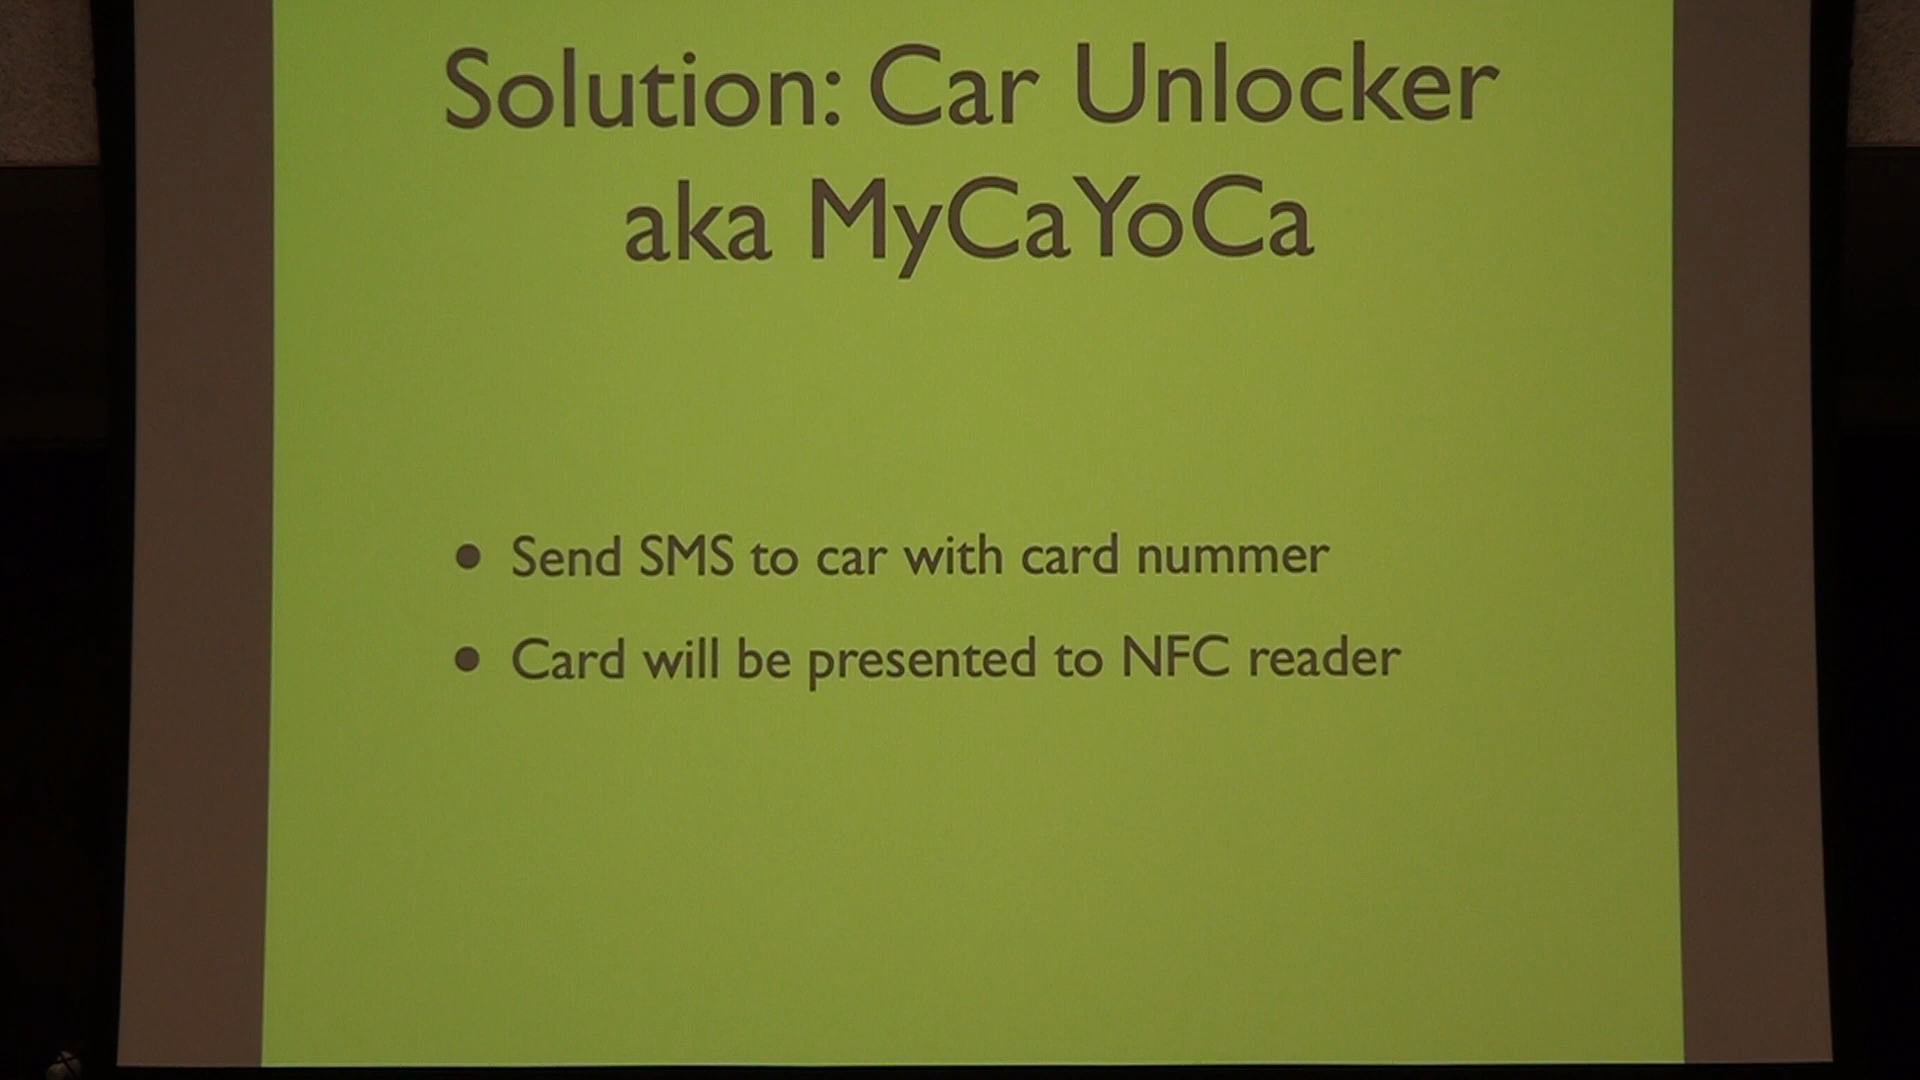 Solution: Car Unlocker
aka MyCaYoCa
• Send SMS to car with card nummer
• Card will be presented to NFC reader